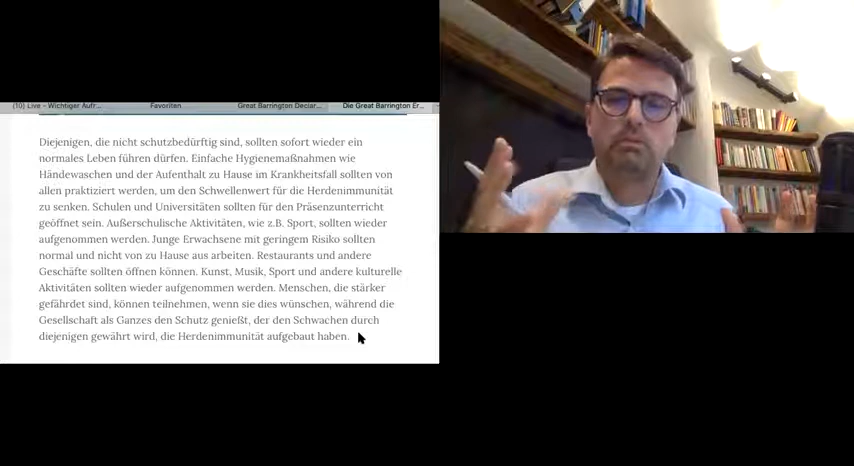 (10) Live - Wichtiger Aufr... Favoriten Great Barrington Declar... Die Great Barrington Er...
Diejenigen, die nicht schutzbedürftig sind, sollten sofort wieder ein
normales Leben führen dürfen. Einfache Hygienemaßnahmen wie
Händewaschen und der Aufenthalt zu Hause im Krankheitsfall sollten von
allen praktiziert werden, um den Schwellenwert für die Herdenimmunität
zu senken. Schulen und Universitäten sollten für den Präsenzunterricht
geöffnet sein. Außerschulische Aktivitäten, wie z.B. Sport, sollten wieder
aufgenommen werden. Junge Erwachsene mit geringem Risiko sollten
normal und nicht von zu Hause aus arbeiten. Restaurants und andere
Geschäfte sollten öffnen können. Kunst, Musik, Sport und andere kulturelle
Aktivitäten sollten wieder aufgenommen werden. Menschen, die stärker
gefährdet sind, können teilnehmen, wenn sie dies wünschen, während die
Gesellschaft als Ganzes den Schutz genießt, der den Schwachen durch
diejenigen gewährt wird, die Herdenimmunität aufgebaut haben.